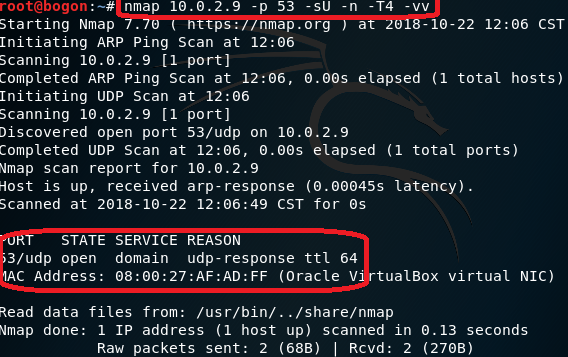 root@bogon:~# nmap 10.0.2.9 -p 53 -sU -n -T4 -vv
Starting Nmap 7.70 ( https://nmap.org ) at 2018-10-22 12:06 CST
Initiating ARP Ping Scan at 12:06
Scanning 10.0.2.9 [1 port]
Completed ARP Ping Scan at 12:06, 0.00s elapsed (1 total hosts)
Initiating UDP Scan at 12:06
Scanning 10.0.2.9 [1 port]
Discovered open port 53/udp on 10.0.2.9
Completed UDP Scan at 12:06, 0.00s elapsed (1 total ports)
Nmap scan report for 10.0.2.9
Host is up, received arp-response (0.00045s latency).
Scanned at 2018-10-22 12:06:49 CST for 0s
PORT STATE SERVICE REASON
53/udp open domain udp-response ttl 64
MAC Address: 08:00:27:AF:AD:FF (Oracle VirtualBox virtual NIC)
Read data files from: /usr/bin/../share/nmap
Nmap done: 1 IP address (1 host up) scanned in 0.13 seconds
Raw packets sent: 2 (68B) | Rcvd: 2 (270B)